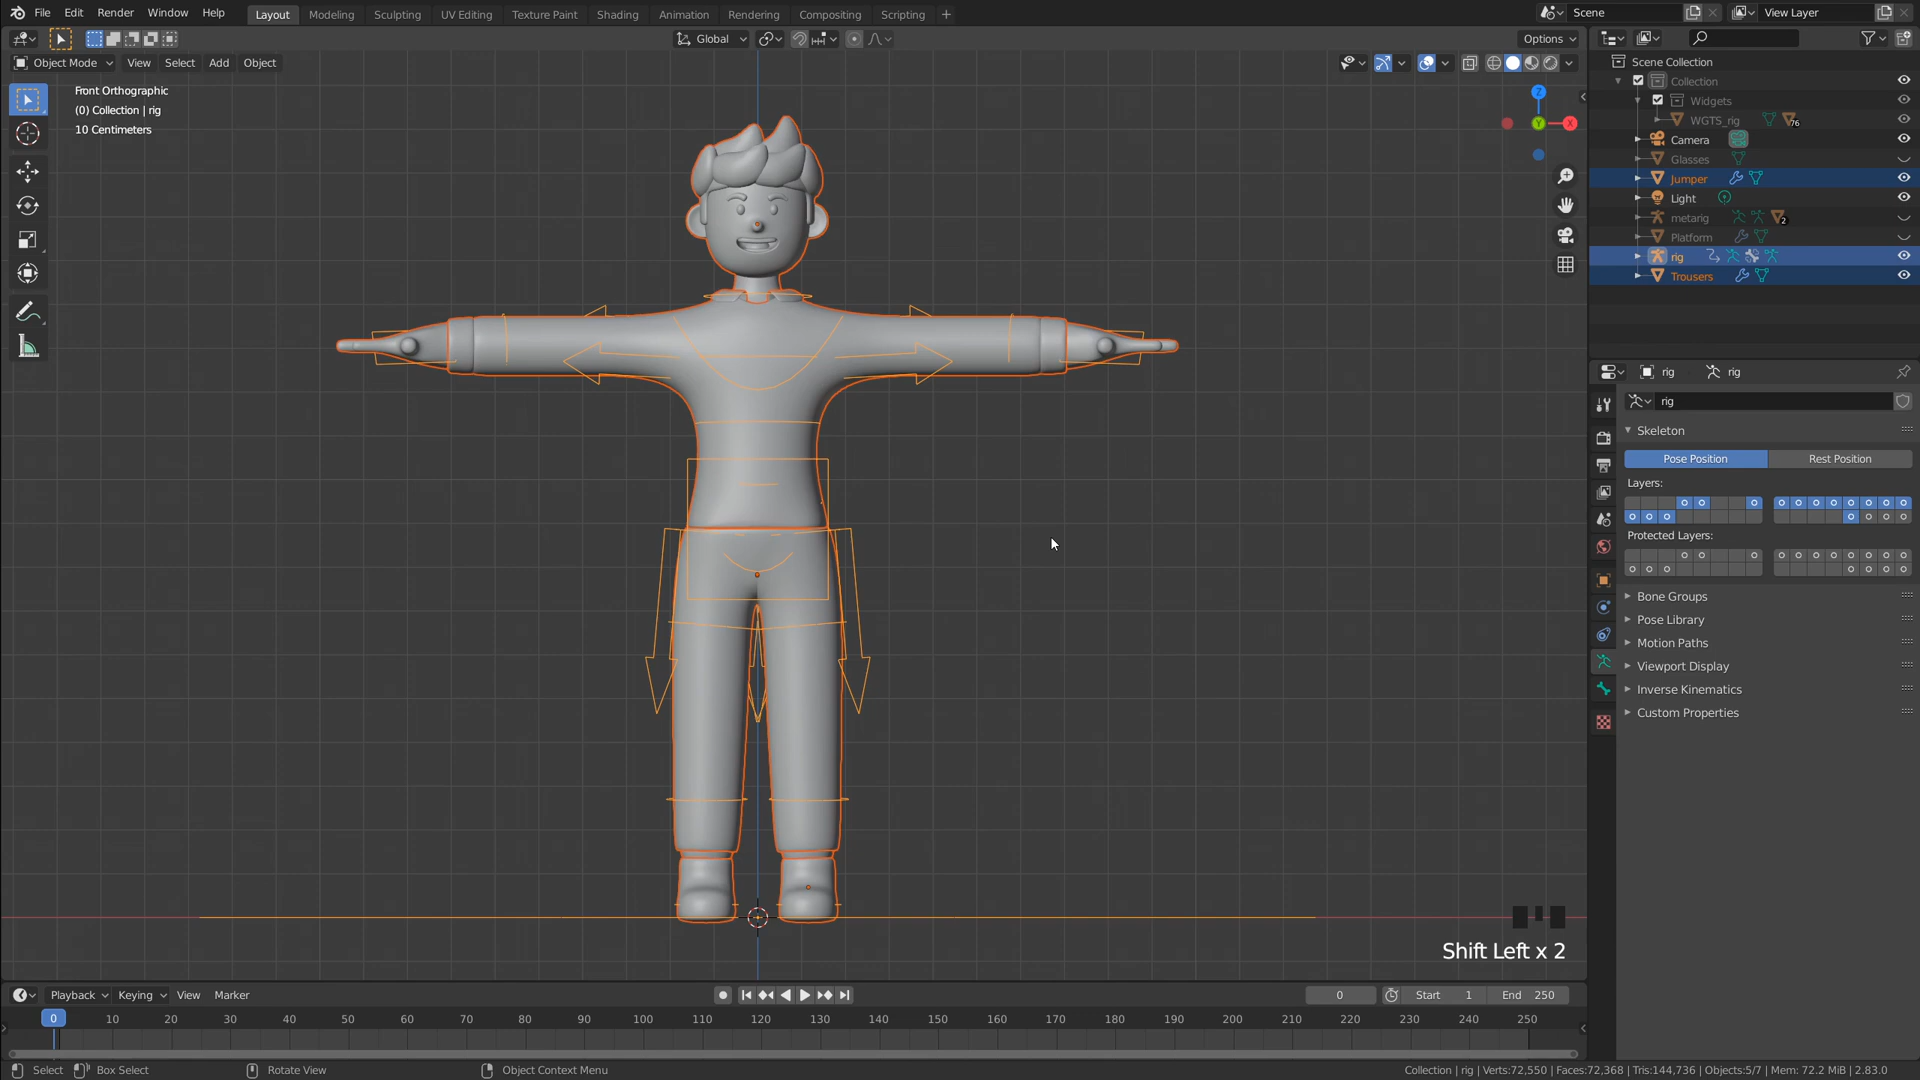 File Edit Render Window Help Layout Modeling Sculpting UV Editing Texture Paint Shading Animation Rendering Compositing Scripting + Scene View Layer
Global Options
Object Mode View Select Add Object
Front Orthographic
(0) Collection | rig
10 Centimeters
Z
Y
X
Scene Collection
Collection
Widgets
WGTS_rig 76
Camera
Glasses
Jumper
Light
metarig 2
Platform
rig
Trousers
rig rig
rig
Skeleton
Pose Position Rest Position
Layers:
Protected Layers:
Bone Groups
Pose Library
Motion Paths
Viewport Display
Inverse Kinematics
Custom Properties
Shift Left x 2
Playback Keying View Marker 0 Start 1 End 250
0 10 20 30 40 50 60 70 80 90 100 110 120 130 140 150 160 170 180 190 200 210 220 230 240 250
Select Box Select Rotate View Object Context Menu Collection | rig | Verts:72,550 | Faces:72,368 | Tris:144,736 | Objects:5/7 | Mem: 72.2 MiB | 2.83.0